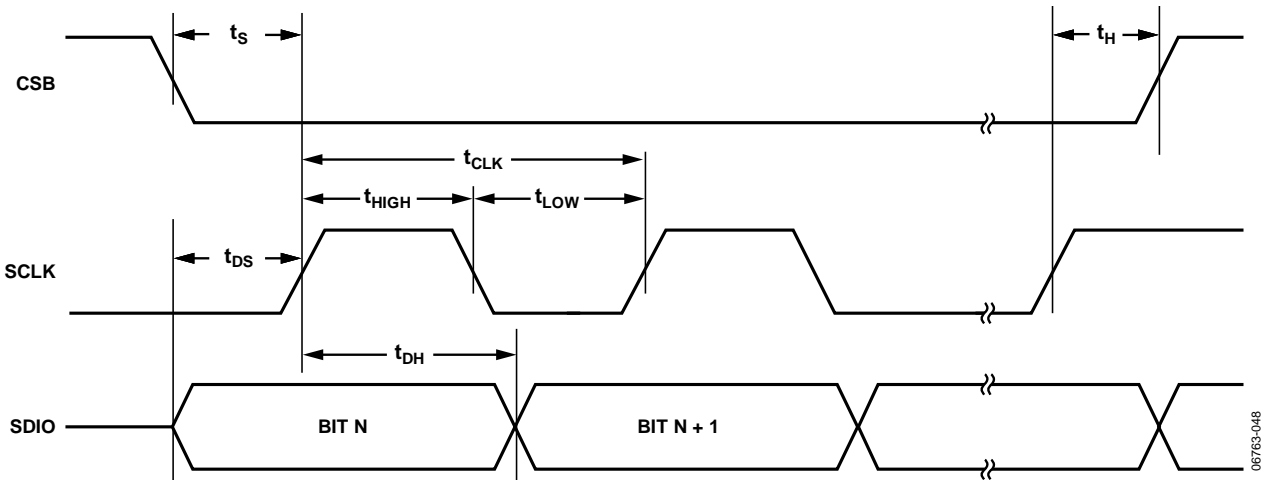 tS
tH
CSB
tCLK
tHIGH
tLOW
tDS
SCLK
tDH
SDIO
BIT N
BIT N + 1
06763-048